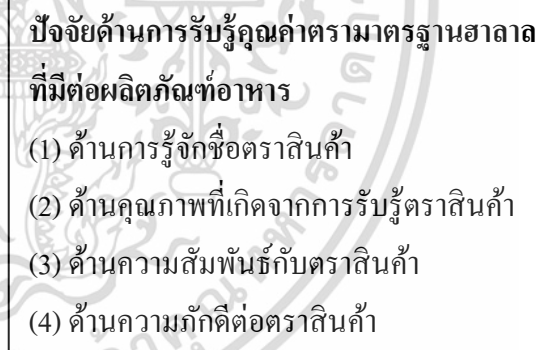 ปัจจัยด้านการรับรู้คุณค่าตรามาตรฐานฮาลาล
ที่มีต่อผลิตภัณฑ์อาหาร
(1) ด้านการรู้จักชื่อตราสินค้า
(2) ด้านคุณภาพที่เกิดจากการรับรู้ตราสินค้า
(3) ด้านความสัมพันธ์กับตราสินค้า
(4) ด้านความภักดีต่อตราสินค้า